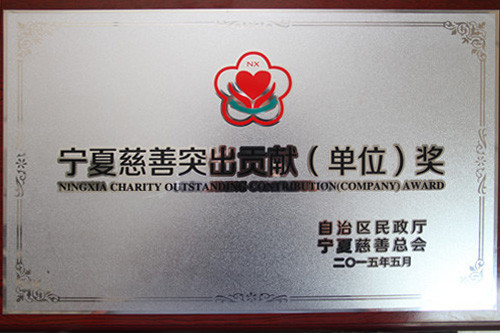 NX
宁夏慈善突出贡献（单位）奖
NINGXIA CHARITY OUTSTANDING CONTRIBUTION(COMPANY) AWARD
自治区民政厅
宁夏慈善总会
二〇一五年五月